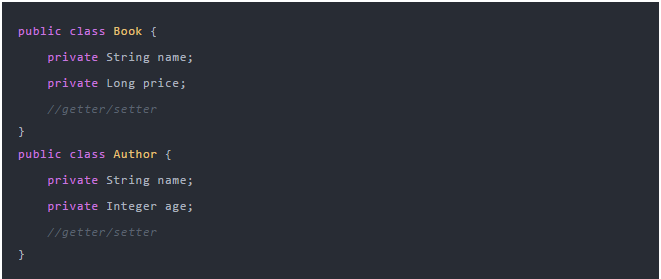 public class Book {
private String name;
private Long price;
//getter/setter
}
public class Author {
private String name;
private Integer age;
//getter/setter
}